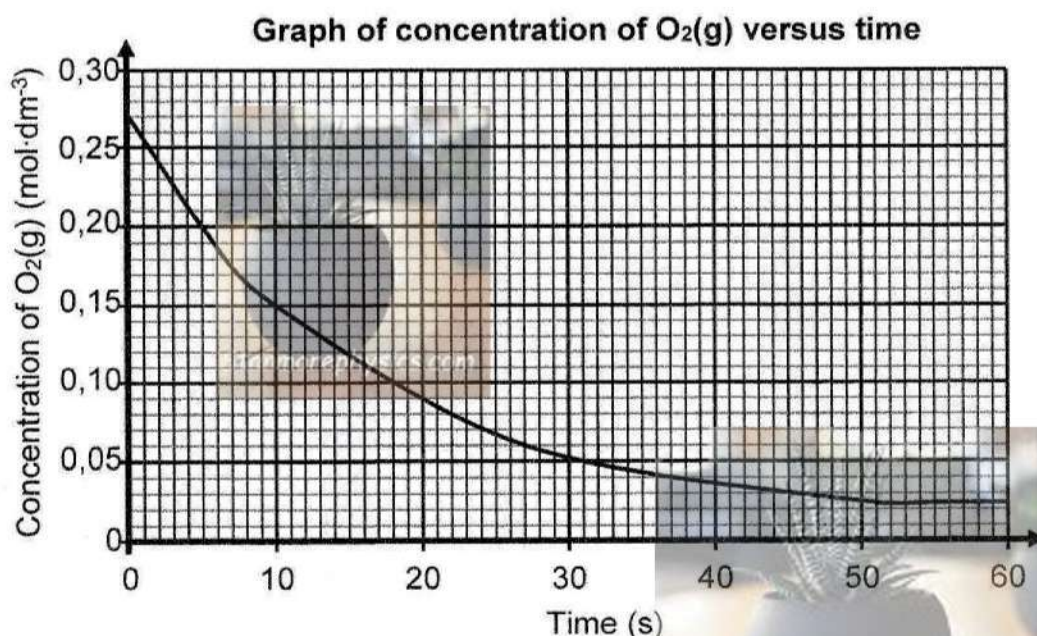 Graph of concentration of O₂(g) versus time
Concentration of O₂(g) (mol·dm⁻³)
0,30
0,25
0,20
0,15
0,10
0,05
0
0 10 20 30 40 50 60
Time (s)